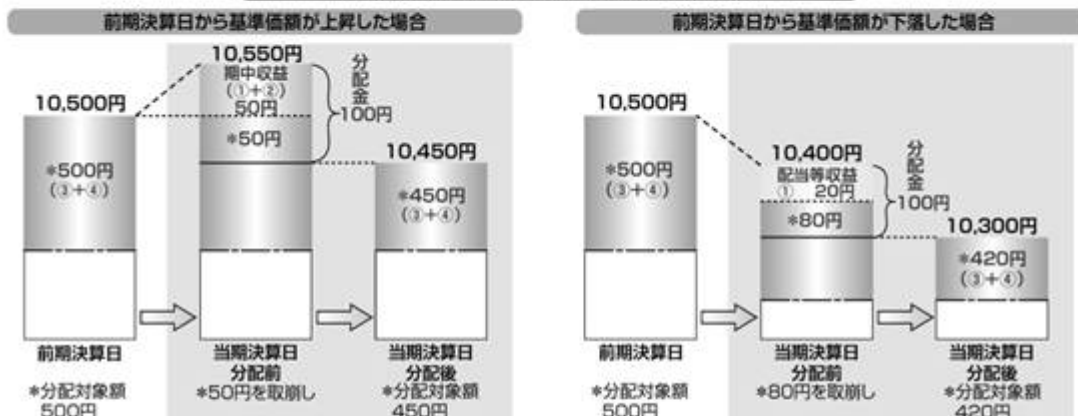 前期決算日から基準価額が上昇した場合
10,550円
期中収益
(①+②)
50円
*50円
分配金
100円
10,500円
*500円
(③+④)
10,450円
*450円
(③+④)
前期決算日
*分配対象額
500円
当期決算日
分配前
*50円を取崩し
当期決算日
分配後
*分配対象額
450円
前期決算日から基準価額が下落した場合
10,500円
*500円
(③+④)
10,400円
配当等収益
① 20円
*80円
分配金
100円
10,300円
*420円
(③+④)
前期決算日
*分配対象額
500円
当期決算日
分配前
*80円を取崩し
当期決算日
分配後
*分配対象額
420円